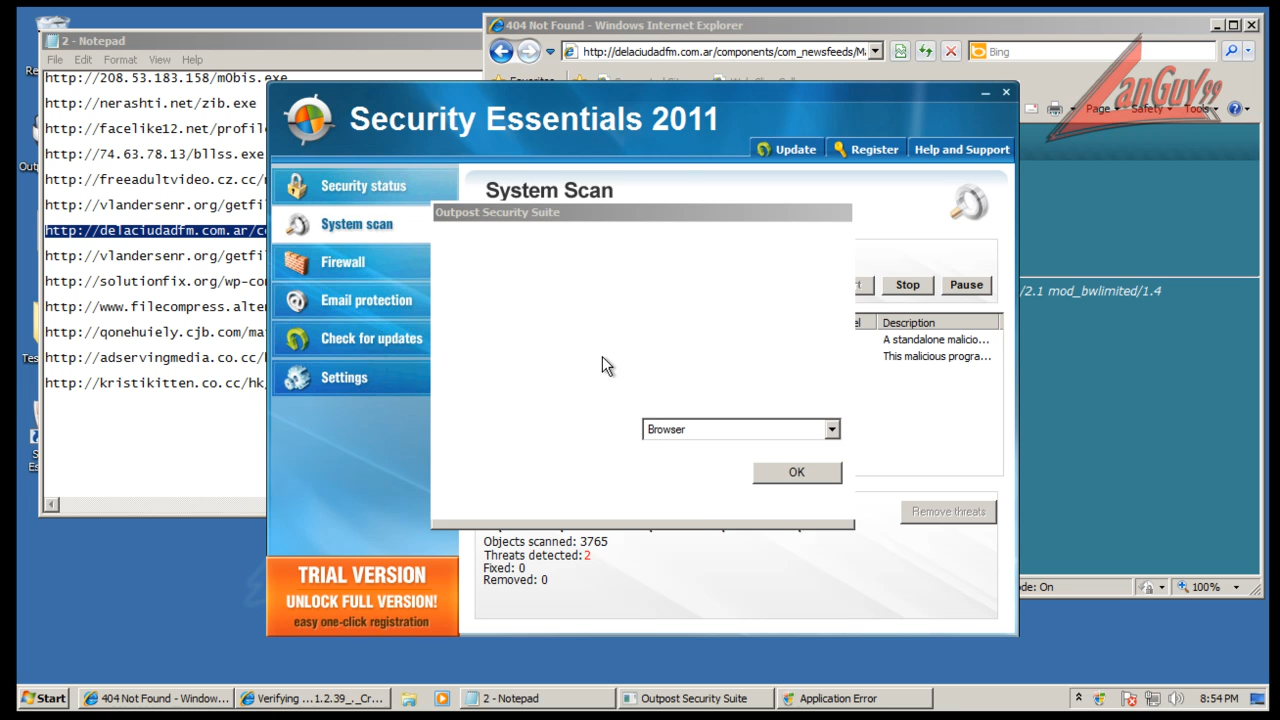 2 - Notepad
File Edit Format View Help
http://208.53.183.158/m0bis.exe
http://nerashti.net/zib.exe
http://facelike12.net/profil
http://74.63.78.13/bllss.exe
http://freeadultvideo.cz.cc/
http://vlandersenr.org/getfi
http://delaciudadfm.com.ar/c
http://vlandersenr.org/getfi
http://solutionfix.org/wp-co
http://www.filecompress.alte
http://qonehuiely.cjb.com/ma
http://adservingmedia.co.cc/
http://kristikitten.co.cc/hk
404 Not Found - Windows Internet Explorer
http://delaciudadfm.com.ar/components/com_newsfeeds/M
Bing
Favorites
Page Safety Tools
anGuy99
/2.1 mod_bwlimited/1.4
de: On
100%
Security Essentials 2011
Update Register Help and Support
Security status
System scan
Firewall
Email protection
Check for updates
Settings
TRIAL VERSION
UNLOCK FULL VERSION!
easy one-click registration
System Scan
Stop Pause
el Description
A standalone malicio...
This malicious progra...
Remove threats
Objects scanned: 3765
Threats detected: 2
Fixed: 0
Removed: 0
Outpost Security Suite
Browser
OK
Start
404 Not Found - Window...
Verifying ...1.2.39_._Cr...
2 - Notepad
Outpost Security Suite
Application Error
8:54 PM